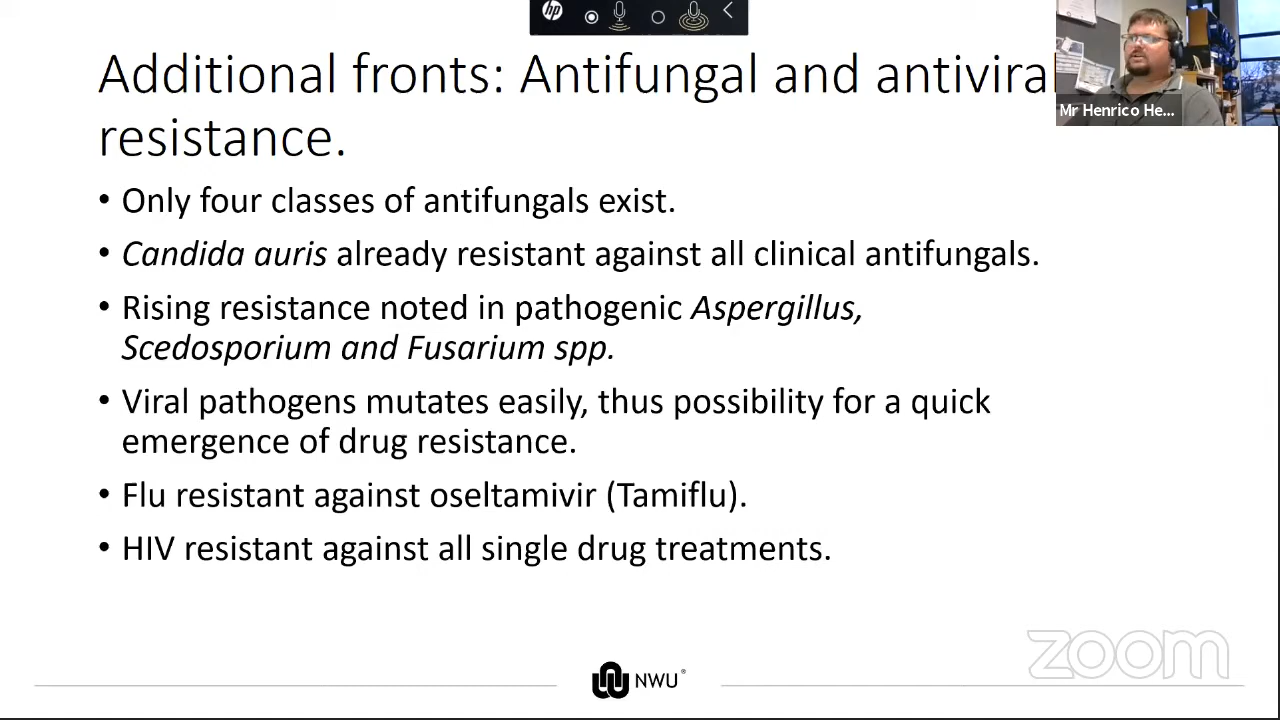 hp
Additional fronts: Antifungal and antiviral
resistance.
Mr Henrico He...
• Only four classes of antifungals exist.
• Candida auris already resistant against all clinical antifungals.
• Rising resistance noted in pathogenic Aspergillus,
Scedosporium and Fusarium spp.
• Viral pathogens mutates easily, thus possibility for a quick
emergence of drug resistance.
• Flu resistant against oseltamivir (Tamiflu).
• HIV resistant against all single drug treatments.
zoom
NWU®